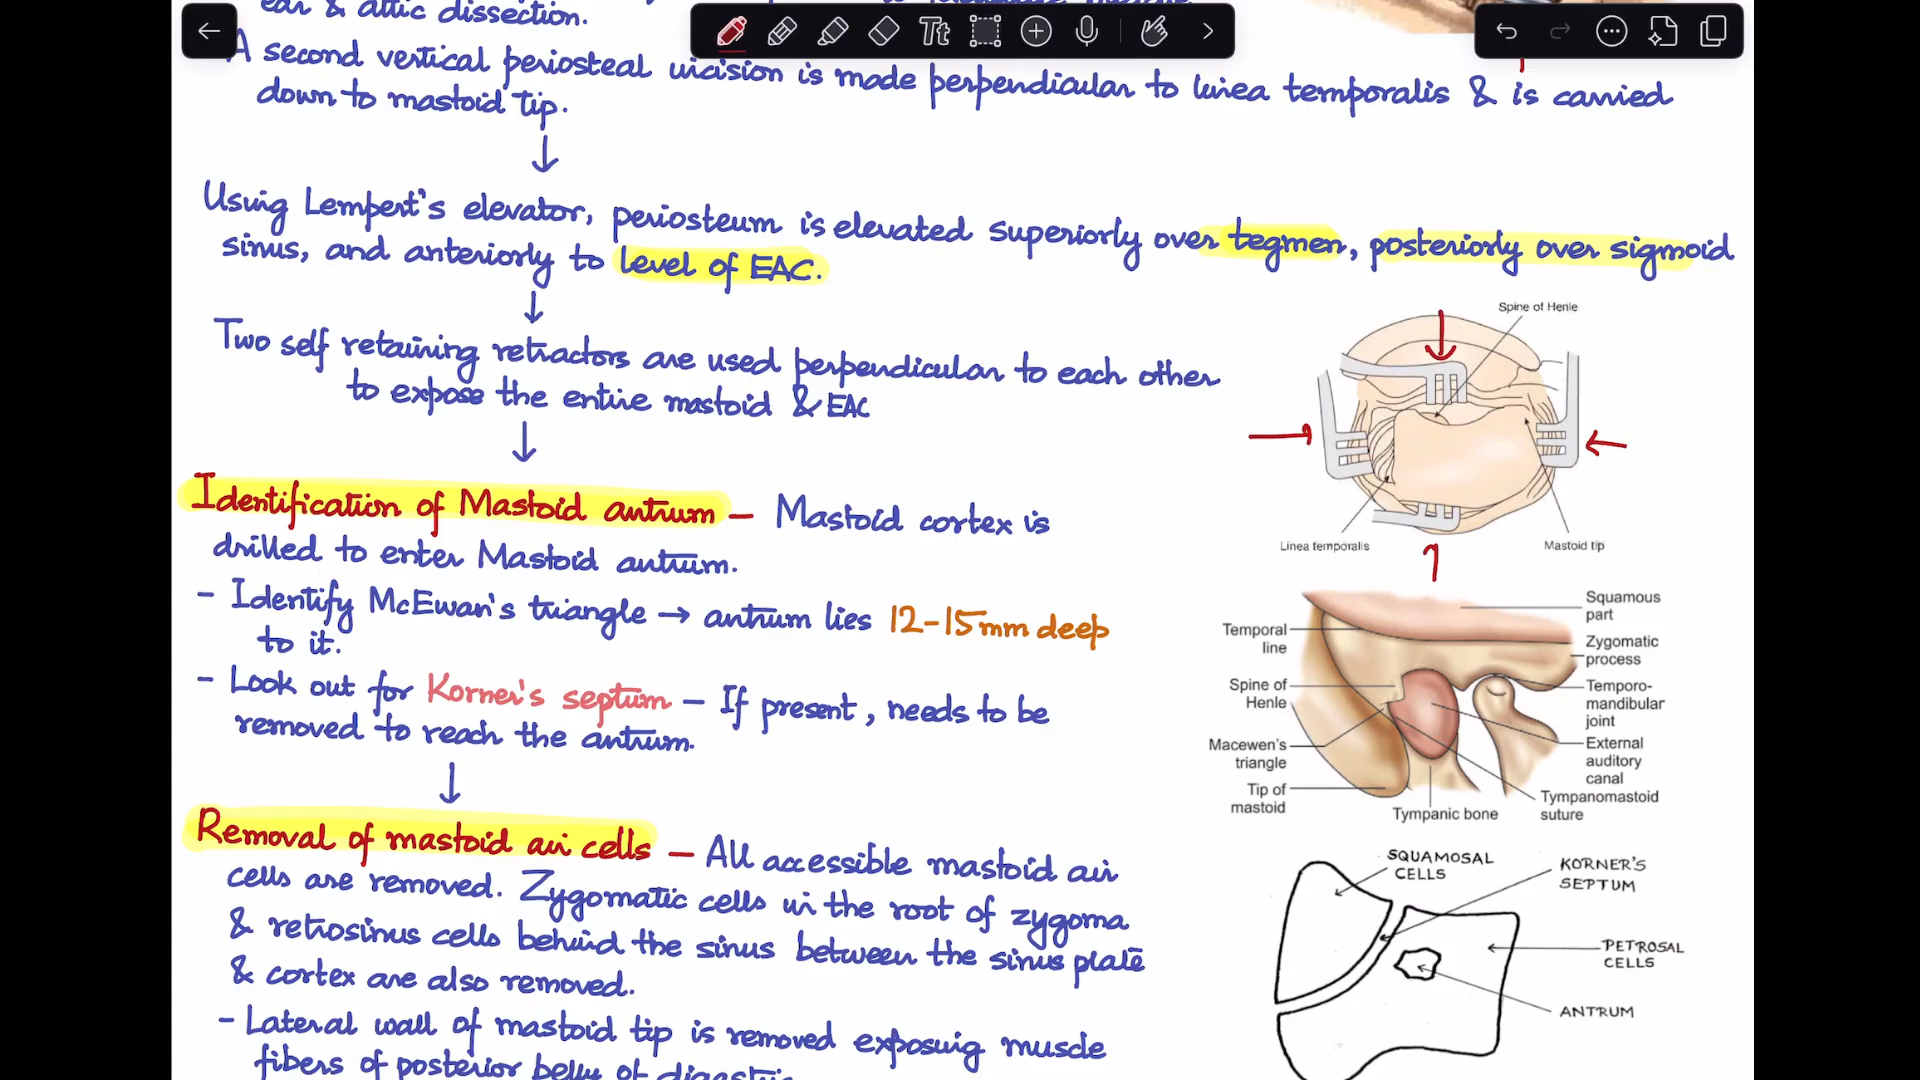 ear & attic dissection.
A second vertical periosteal incision is made perpendicular to linea temporalis & is carried
down to mastoid tip.
Using Lempert's elevator, periosteum is elevated superiorly over tegmen, posteriorly over sigmoid
sinus, and anteriorly to level of EAC.
Two self retaining retractors are used perpendicular to each other
to expose the entire mastoid & EAC
Spine of Henle
Linea temporalis
Mastoid tip
Identification of Mastoid antrum – Mastoid cortex is
drilled to enter Mastoid antrum.
- Identify McEwan's triangle → antrum lies 12-15mm deep
to it.
- Look out for Korner's septum – If present, needs to be
removed to reach the antrum.
Squamous
part
Temporal
line
Zygomatic
process
Spine of
Henle
Temporo-
mandibular
joint
Macewen's
triangle
External
auditory
canal
Tip of
mastoid
Tympanic bone
Tympanomastoid
suture
Removal of mastoid air cells – All accessible mastoid air
cells are removed. Zygomatic cells in the root of zygoma
& retrosinus cells behind the sinus between the sinus plate
& cortex are also removed.
- Lateral wall of mastoid tip is removed exposing muscle
fibers of posterior belly of digastric
SQUAMOSAL
CELLS
KORNER'S
SEPTUM
PETROSAL
CELLS
ANTRUM
Tt